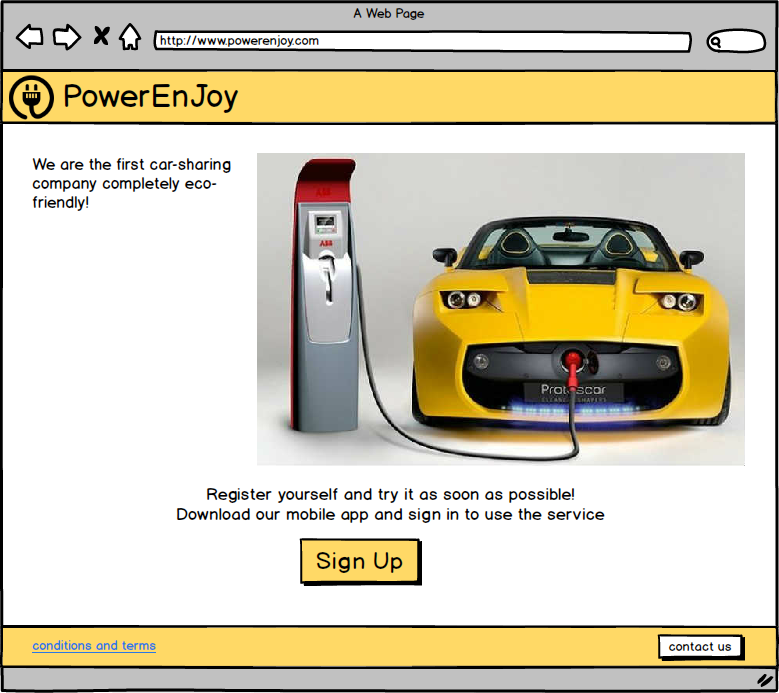 A Web Page
http://www.powerenjoy.com
PowerEnJoy
We are the first car-sharing
company completely eco-
friendly!
ABB
ABB
Protoscar
Register yourself and try it as soon as possible!
Download our mobile app and sign in to use the service
Sign Up
conditions and terms
contact us